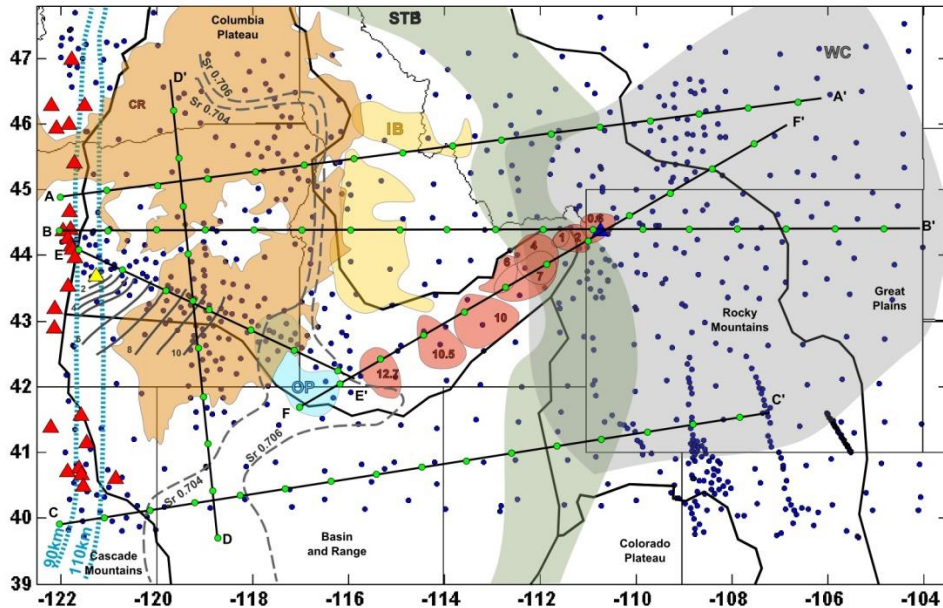 Columbia
Plateau
STB
WC
47
D'
Sr 0.706
Sr 0.704
CR
IB
A'
46
F'
45
A
B
0.6
B'
44
E
4
1
2
6
7
2
4
Great
Plains
43
6
8
10
10
Rocky
Mountains
10.5
12.7
42
OP
E'
F
C'
Sr 0.706
41
Sr 0.704
40
C
D
90km
110km
Cascade
Mountains
Basin
and Range
Colorado
Plateau
39
-122 -120 -118 -116 -114 -112 -110 -108 -106 -104